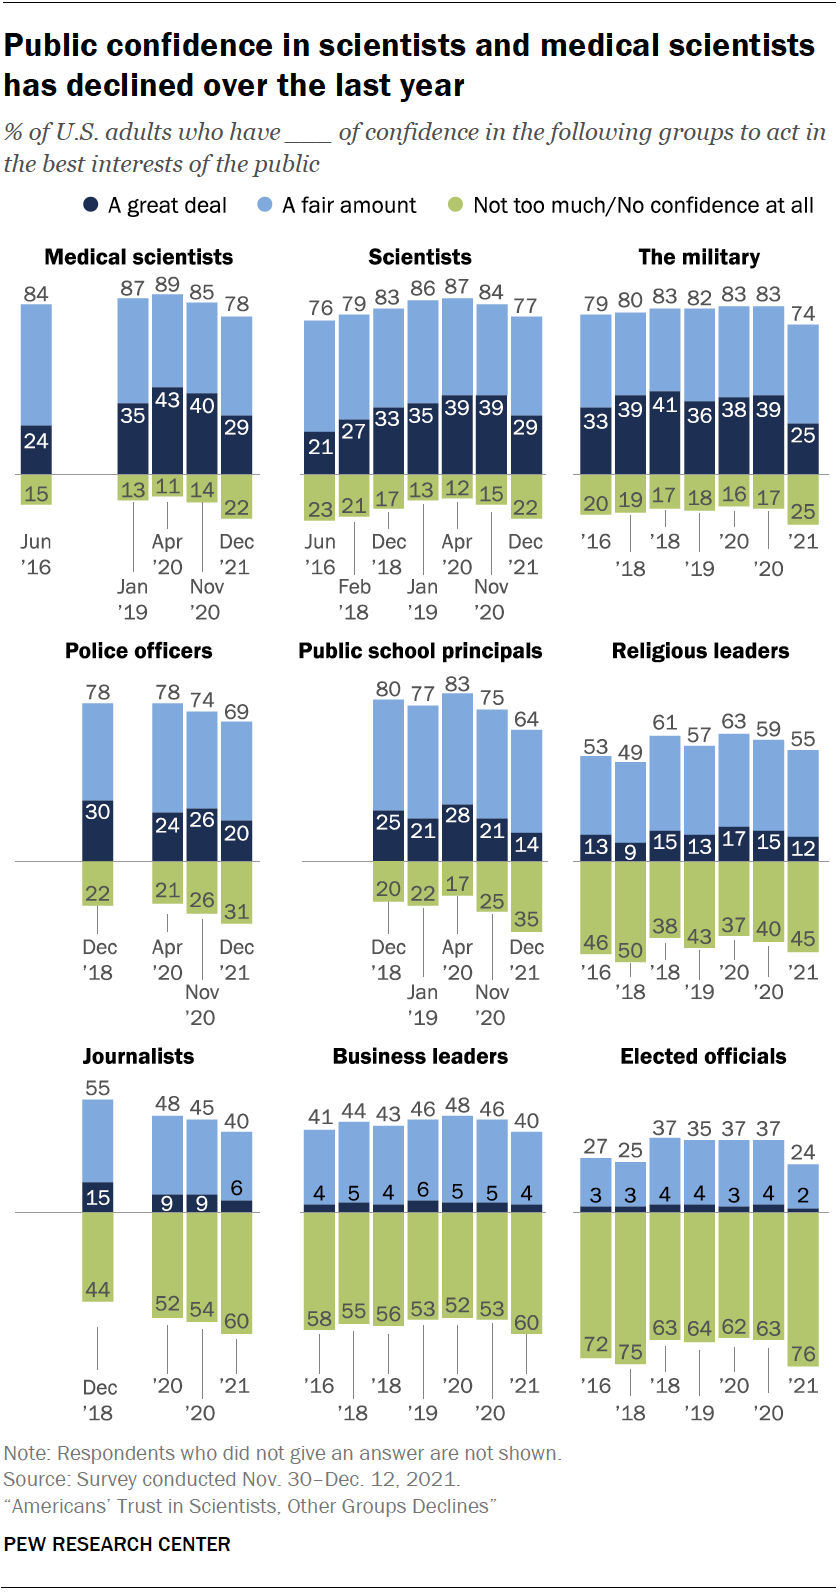 Public confidence in scientists and medical scientists
has declined over the last year
% of U.S. adults who have ____ of confidence in the following groups to act in
the best interests of the public
A great deal A fair amount Not too much/No confidence at all
Medical scientists Scientists The military
84 87 89 85 78 76 79 83 86 87 84 77 79 80 83 82 83 83 74
24 35 43 40 29 21 27 33 35 39 39 29 33 39 41 36 38 39 25
15 13 11 14 22 23 21 17 13 12 15 22 20 19 17 18 16 17 25
Jun Apr Dec Jun Dec Apr Dec ’16 ’18 ’20 ’21
’16 ’20 ’21 ’16 ’18 ’20 ’21 ’18 ’19 ’20
Jan Nov Feb Jan Nov
’19 ’20 ’18 ’19 ’20
Police officers Public school principals Religious leaders
78 78 74 69 80 77 83 75 64 53 49 61 57 63 59 55
30 24 26 20 25 21 28 21 14 13 9 15 13 17 15 12
22 21 26 31 20 22 17 25 35 46 50 38 43 37 40 45
Dec Apr Dec Dec Apr Dec ’16 ’18 ’20 ’21
’18 ’20 ’21 ’18 ’20 ’21 ’18 ’19 ’20
Nov Jan Nov
’20 ’19 ’20
Journalists Business leaders Elected officials
55 48 45 40 41 44 43 46 48 46 40 27 25 37 35 37 37 24
15 9 9 6 4 5 4 6 5 5 4 3 3 4 4 3 4 2
44 52 54 60 58 55 56 53 52 53 60 72 75 63 64 62 63 76
Dec ’20 ’21 ’16 ’18 ’20 ’21 ’16 ’18 ’20 ’21
’18 ’20 ’18 ’19 ’20 ’18 ’19 ’20
Note: Respondents who did not give an answer are not shown.
Source: Survey conducted Nov. 30–Dec. 12, 2021.
“Americans’ Trust in Scientists, Other Groups Declines”
PEW RESEARCH CENTER